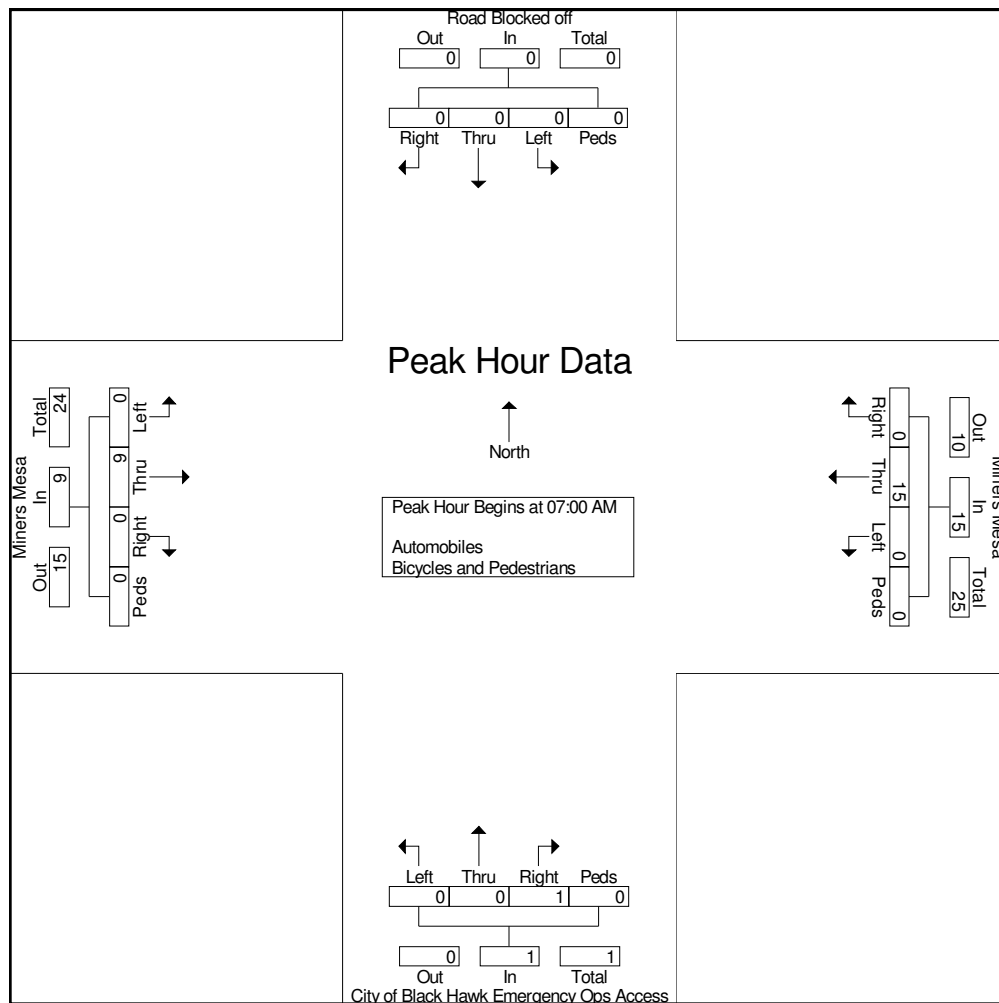 Road Blocked off
Out In Total
0 0 0
0 0 0 0
Right Thru Left Peds
Peak Hour Data
North
Peak Hour Begins at 07:00 AM
Automobiles
Bicycles and Pedestrians
Miners Mesa
Out In Total
15 9 24
Left Thru Right Peds
0 9 0 0
Miners Mesa
Out In Total
10 15 25
Right Thru Left Peds
0 15 0 0
Left Thru Right Peds
0 0 1 0
0 1 1
Out In Total
City of Black Hawk Emergency Ops Access